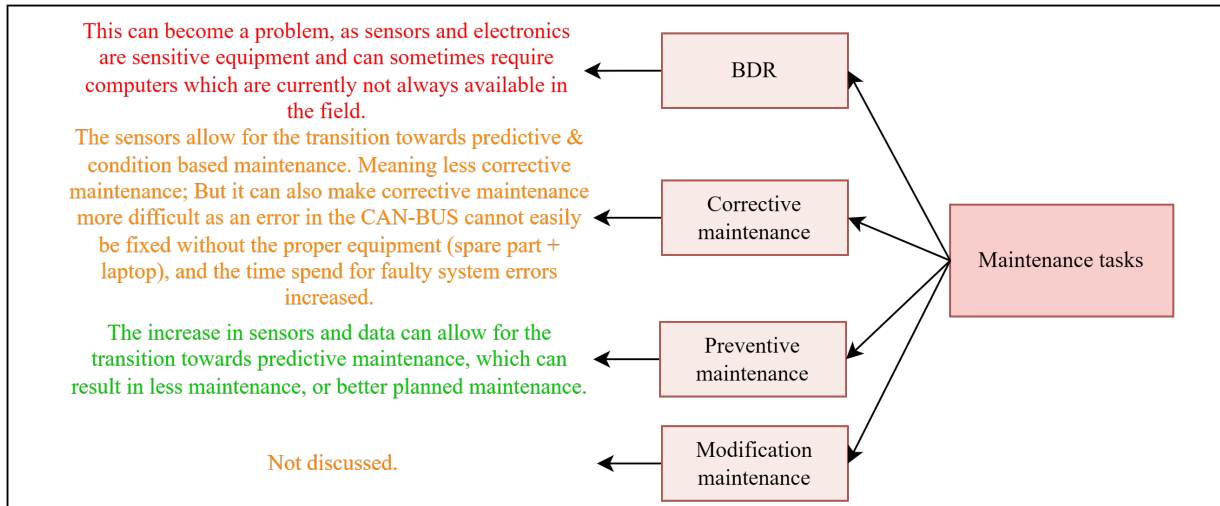 This can become a problem, as sensors and electronics
are sensitive equipment and can sometimes require
computers which are currently not always available in
the field.
BDR
The sensors allow for the transition towards predictive &
condition based maintenance. Meaning less corrective
maintenance; But it can also make corrective maintenance
more difficult as an error in the CAN-BUS cannot easily
be fixed without the proper equipment (spare part +
laptop), and the time spend for faulty system errors
increased.
Corrective
maintenance
Maintenance tasks
The increase in sensors and data can allow for the
transition towards predictive maintenance, which can
result in less maintenance, or better planned maintenance.
Preventive
maintenance
Not discussed.
Modification
maintenance